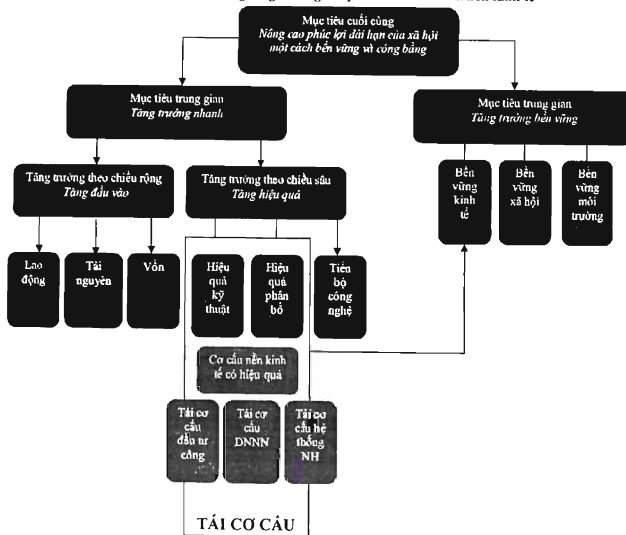 Mục tiêu cuối cùng
Nâng cao phúc lợi dài hạn của xã hội
một cách bền vững và công bằng
Mục tiêu trung gian
Tăng trưởng nhanh
Mục tiêu trung gian
Tăng trưởng bền vững
Tăng trưởng theo chiều rộng
Tăng đầu vào
Tăng trưởng theo chiều sâu
Tăng hiệu quả
Bền
vững
kinh
tế
Bền
vững
xã hội
Bền
vững
môi
trường
Lao
động
Tài
nguyên
Vốn
Hiệu
quả
kỹ
thuật
Hiệu
quả
phân
bổ
Tiến
bộ
công
nghệ
Cơ cấu nền kinh
tế có hiệu quả
Tái cơ
cấu
đầu tư
công
Tái cơ
cấu
DNNN
Tái cơ
cấu hệ
thống
NH
TÁI CƠ CẤU